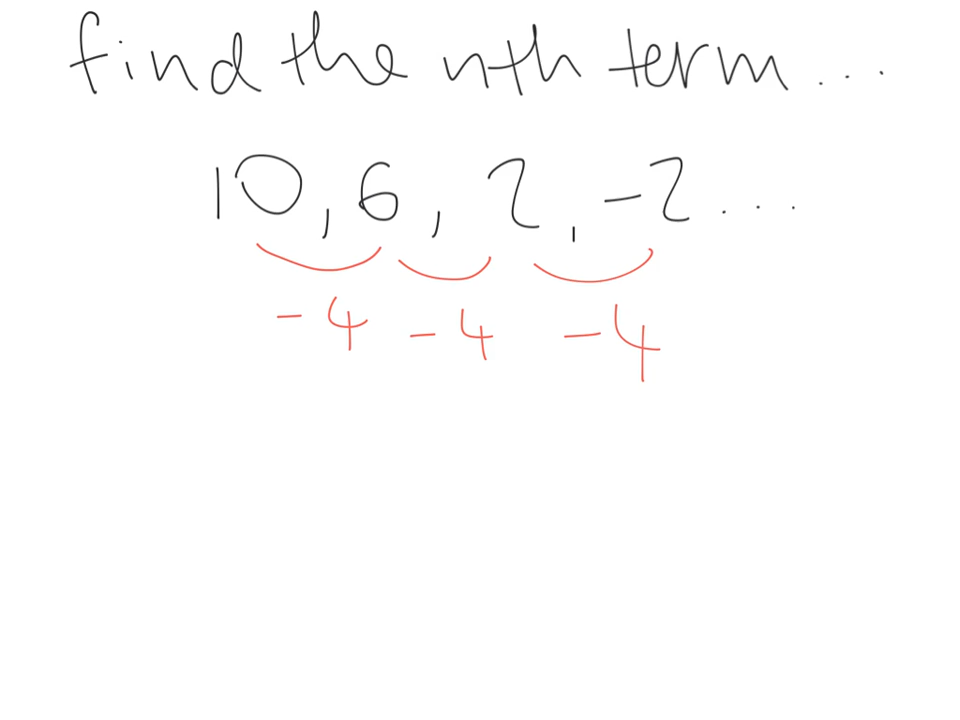 find the nth term...
10, 6, 2, -2...
-4 -4 -4